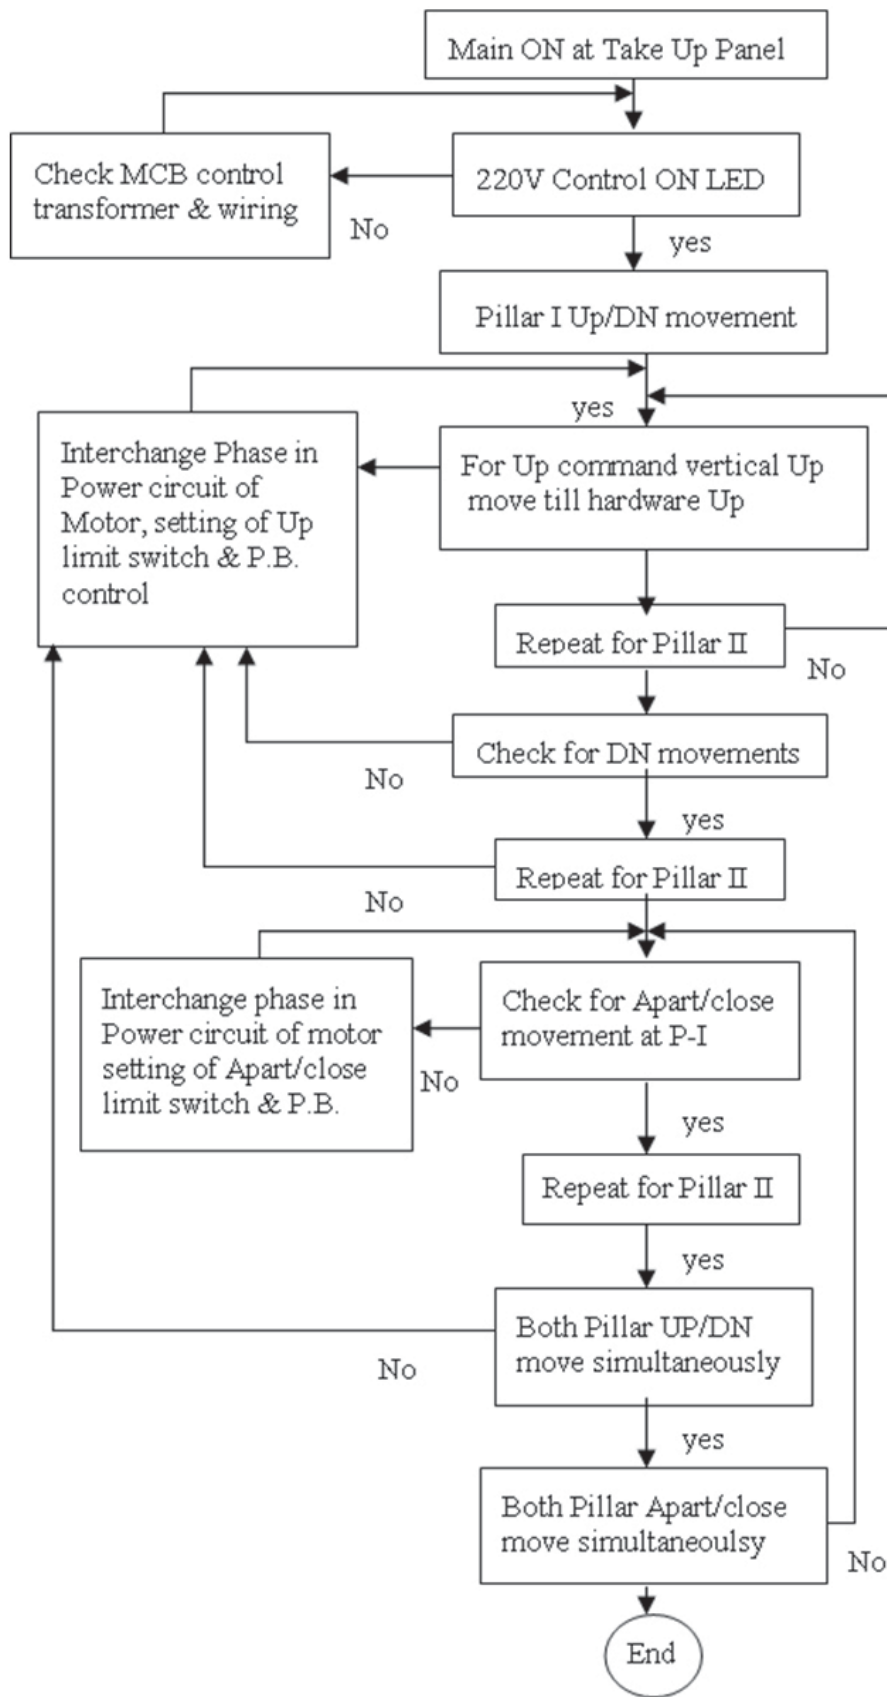 Main ON at Take Up Panel
Check MCB control
transformer & wiring
220V Control ON LED
No
yes
Pillar I Up/DN movement
yes
Interchange Phase in
Power circuit of
Motor, setting of Up
limit switch & P.B.
control
For Up command vertical Up
move till hardware Up
Repeat for Pillar II
No
Check for DN movements
No
yes
Repeat for Pillar II
No
Interchange phase in
Power circuit of motor
setting of Apart/close
limit switch & P.B.
Check for Apart/close
movement at P-I
No
yes
Repeat for Pillar II
yes
Both Pillar UP/DN
move simultaneously
No
yes
Both Pillar Apart/close
move simultaneoulsy
No
End